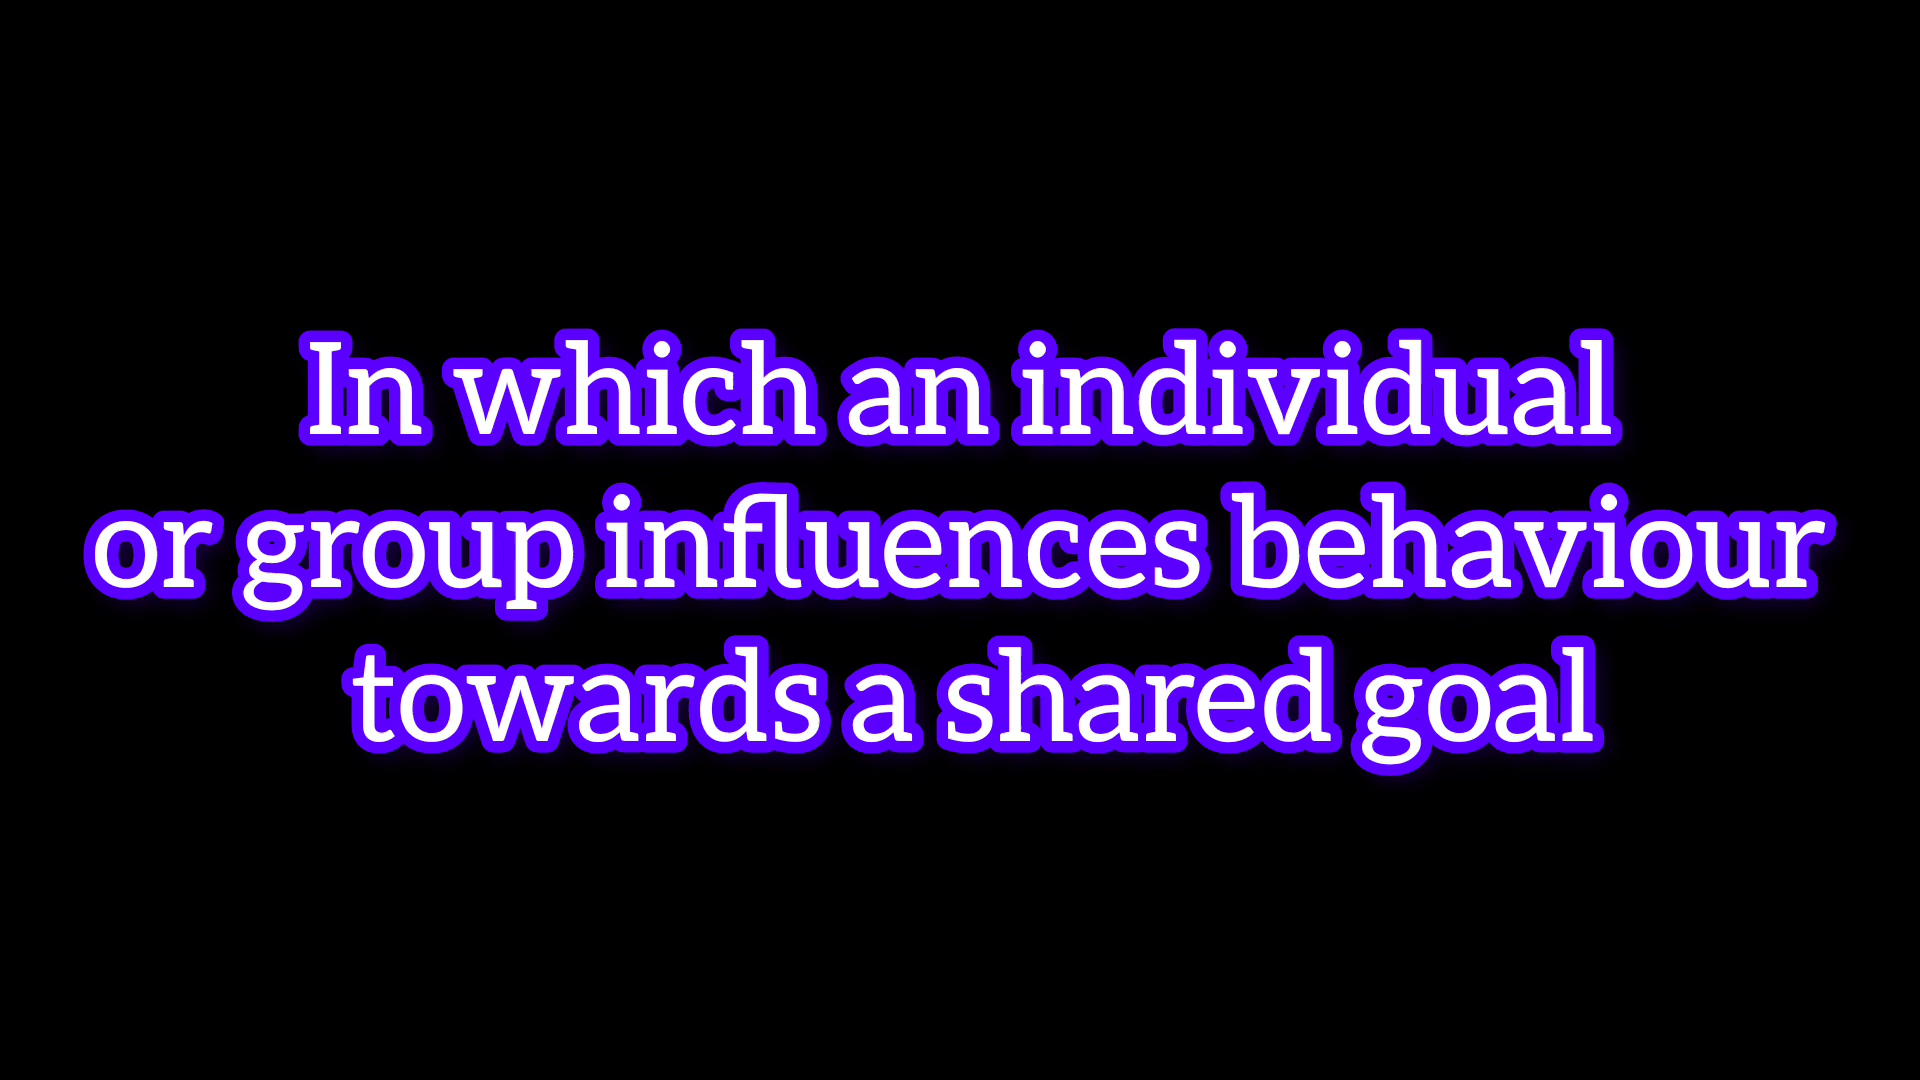 In which an individual
or group influences behaviour
towards a shared goal